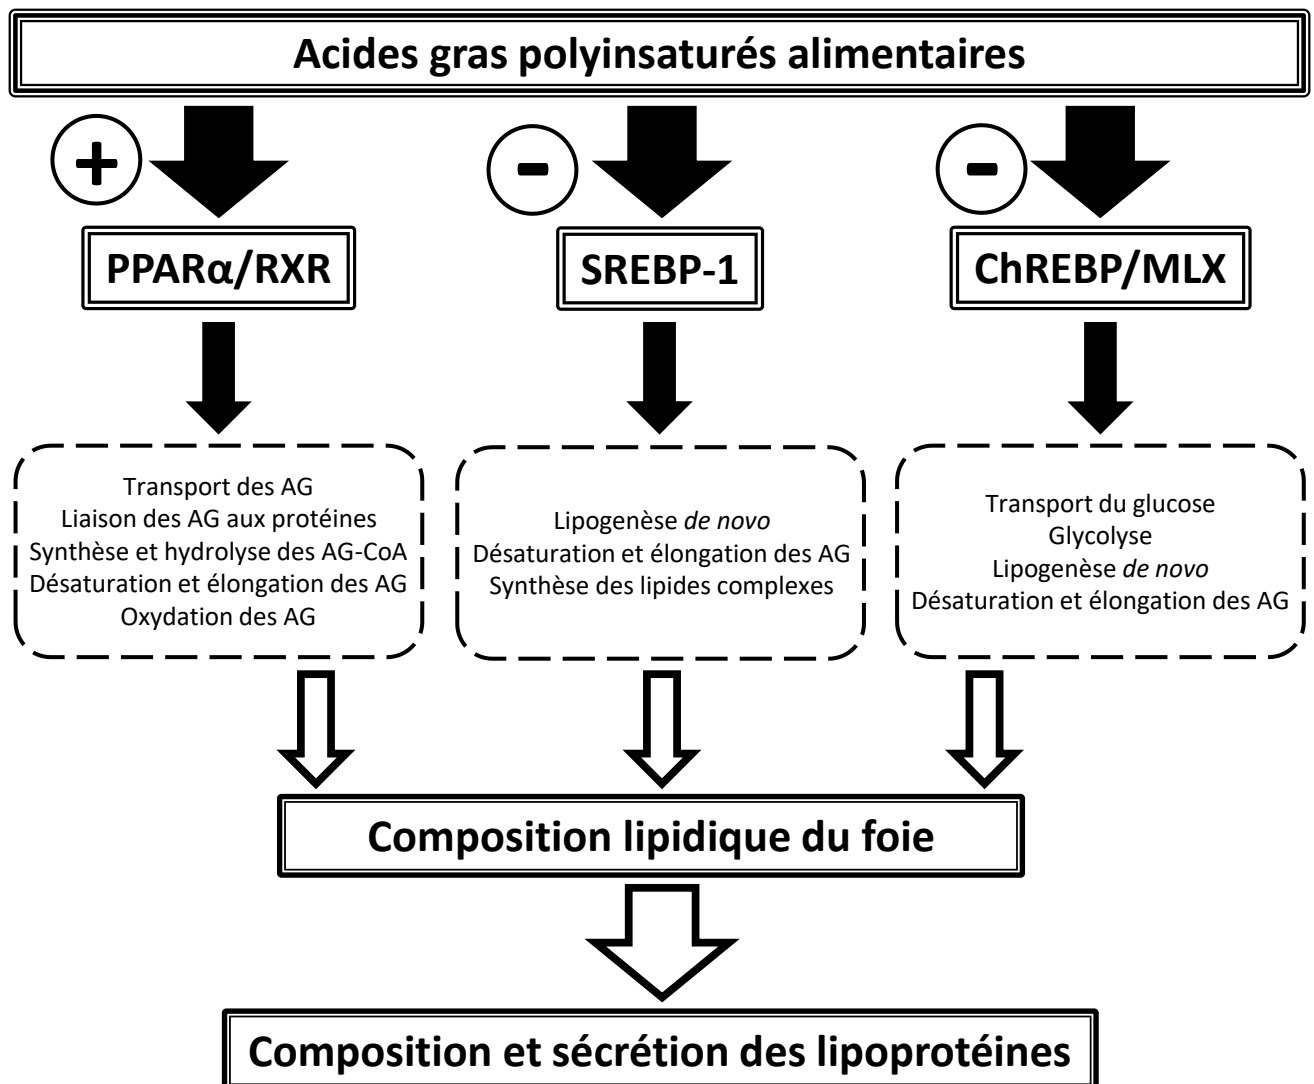 Acides gras polyinsaturés alimentaires
+
-
-
PPARα/RXR
SREBP-1
ChREBP/MLX
Transport des AG
Liaison des AG aux protéines
Synthèse et hydrolyse des AG-CoA
Désaturation et élongation des AG
Oxydation des AG
Lipogenèse de novo
Désaturation et élongation des AG
Synthèse des lipides complexes
Transport du glucose
Glycolyse
Lipogenèse de novo
Désaturation et élongation des AG
Composition lipidique du foie
Composition et sécrétion des lipoprotéines